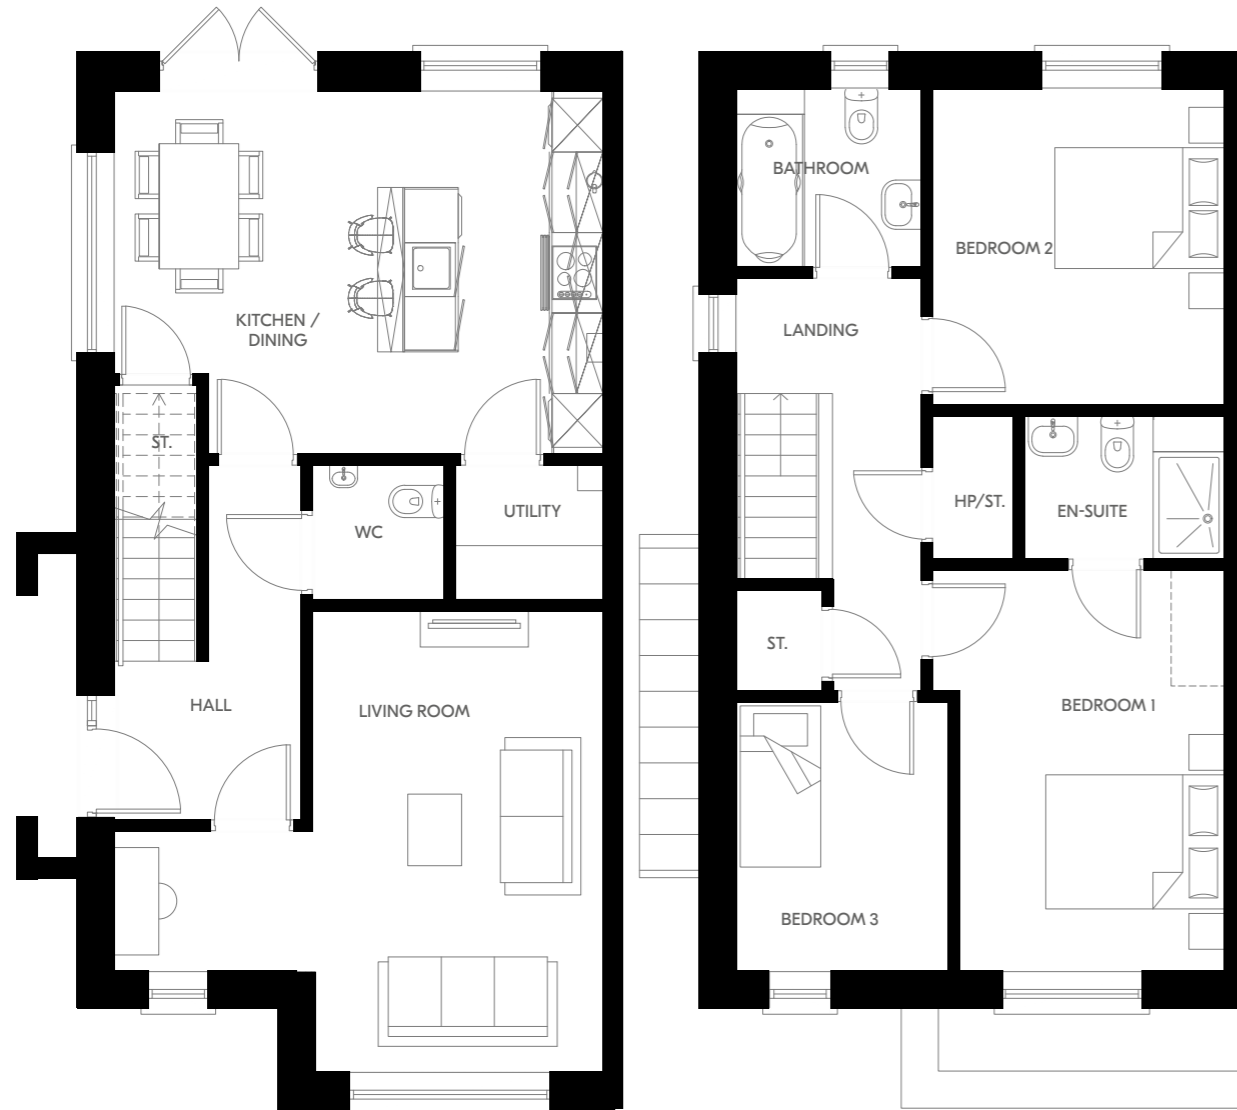 KITCHEN /
DINING
ST.
WC
UTILITY
HALL
LIVING ROOM
BATHROOM
BEDROOM 2
LANDING
HP/ST.
EN-SUITE
ST.
BEDROOM 1
BEDROOM 3